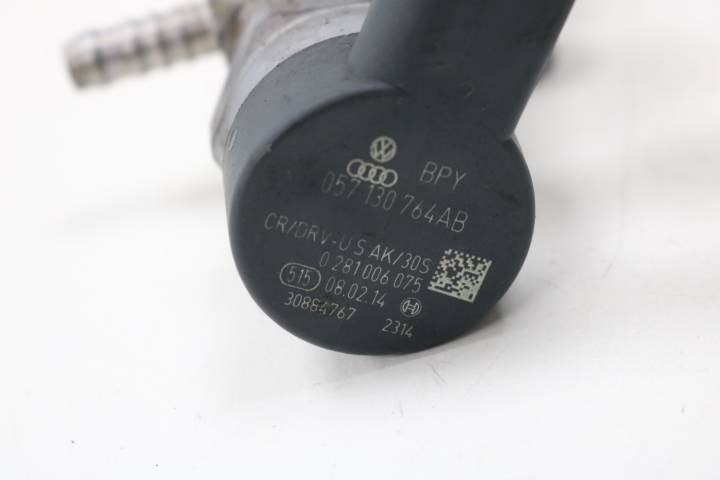 BPY
057 130 764AB
CR/DRV-U S AK/30S
0 281 006 075
515 08.02.14
30884767 2314